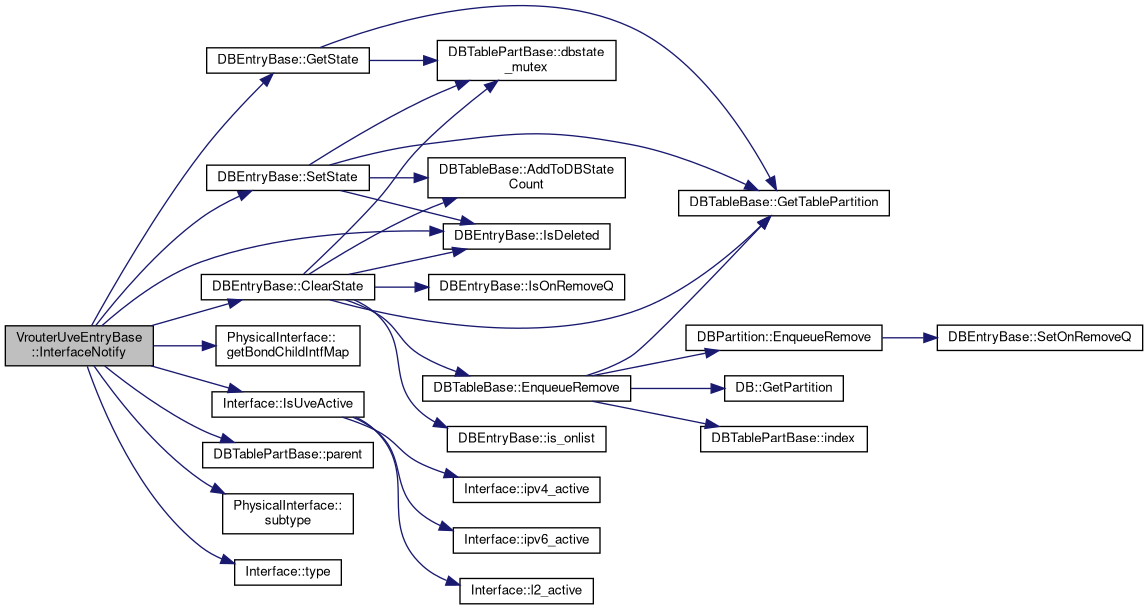 VrouterUveEntryBase
::InterfaceNotify
DBEntryBase::GetState
DBEntryBase::SetState
DBEntryBase::ClearState
PhysicalInterface::
getBondChildIntfMap
Interface::IsUveActive
DBTablePartBase::parent
PhysicalInterface::
subtype
Interface::type
DBTablePartBase::dbstate
_mutex
DBTableBase::AddToDBState
Count
DBEntryBase::IsDeleted
DBEntryBase::IsOnRemoveQ
DBTableBase::EnqueueRemove
DBEntryBase::is_onlist
Interface::ipv4_active
Interface::ipv6_active
Interface::l2_active
DBTableBase::GetTablePartition
DBPartition::EnqueueRemove
DB::GetPartition
DBTablePartBase::index
DBEntryBase::SetOnRemoveQ